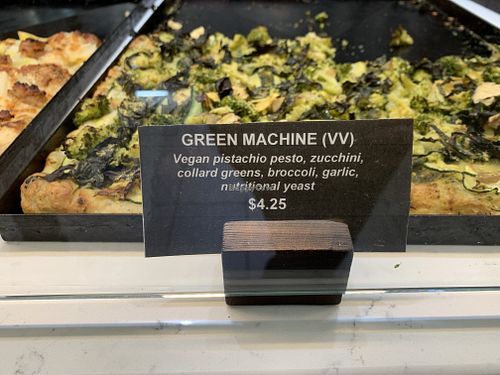 GREEN MACHINE (VV)
Vegan pistachio pesto, zucchini,
collard greens, broccoli, garlic,
nutritional yeast
$4.25